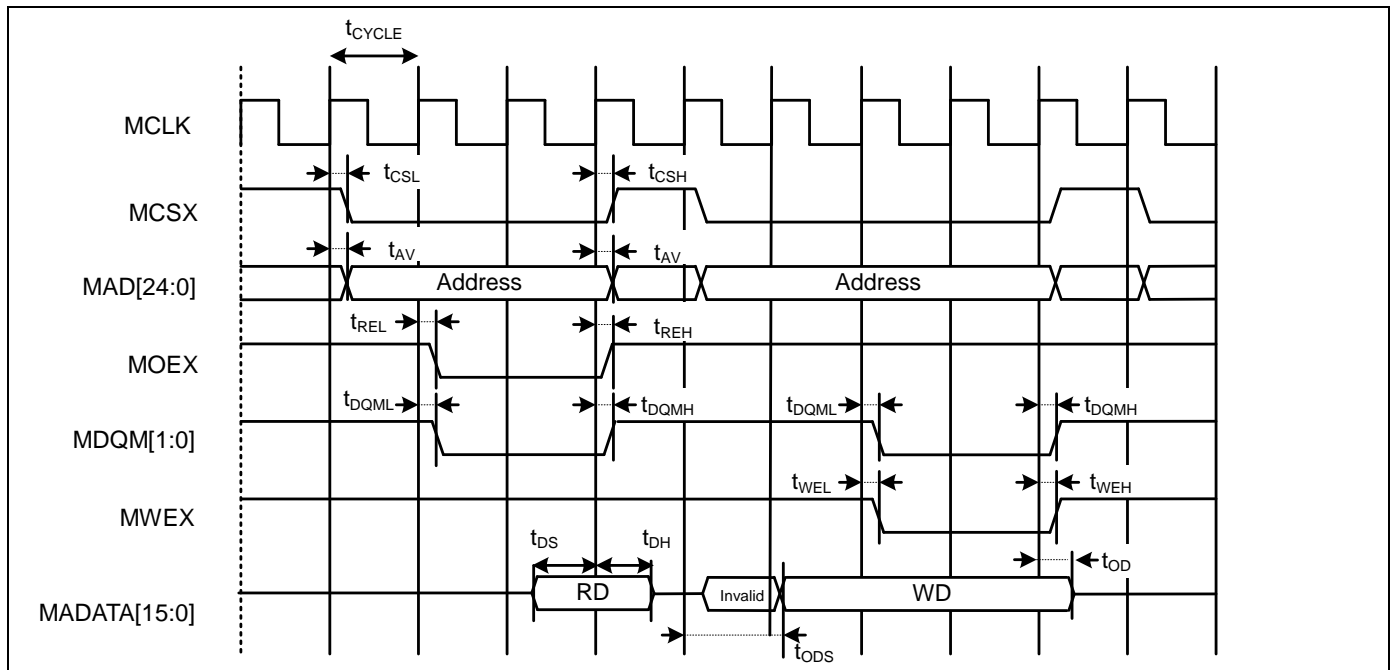 tCYCLE
MCLK
tCSL
tCSH
MCSX
tAV
tAV
MAD[24:0]
Address
Address
tREL
tREH
MOEX
tDQML
tDQMH
tDQML
tDQMH
MDQM[1:0]
tWEL
tWEH
MWEX
tDS
tDH
tOD
MADATA[15:0]
RD
Invalid
WD
tODS